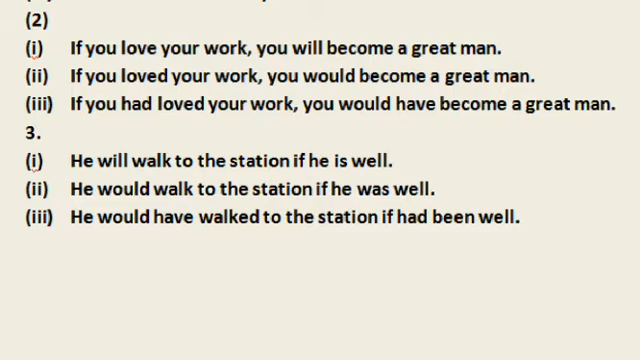 (2)
(i) If you love your work, you will become a great man.
(ii) If you loved your work, you would become a great man.
(iii) If you had loved your work, you would have become a great man.
3.
(i) He will walk to the station if he is well.
(ii) He would walk to the station if he was well.
(iii) He would have walked to the station if had been well.